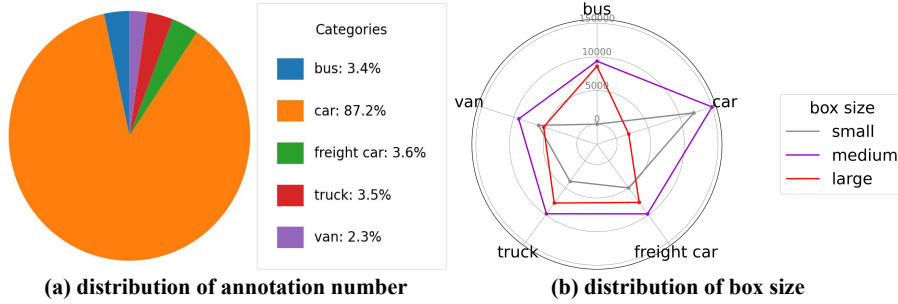 Categories
bus: 3.4%
car: 87.2%
freight car: 3.6%
truck: 3.5%
van: 2.3%
(a) distribution of annotation number
bus
150000
10000
5000
0
van
car
truck
freight car
box size
small
medium
large
(b) distribution of box size